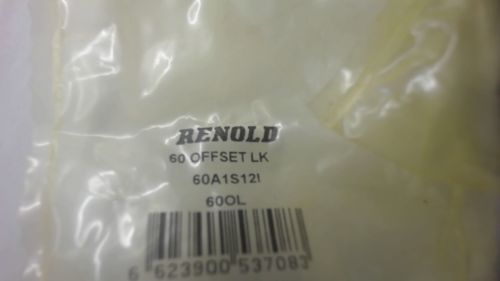 RENOLD
60 OFFSET LK
60A1S12I
60OL
6 623900 537083